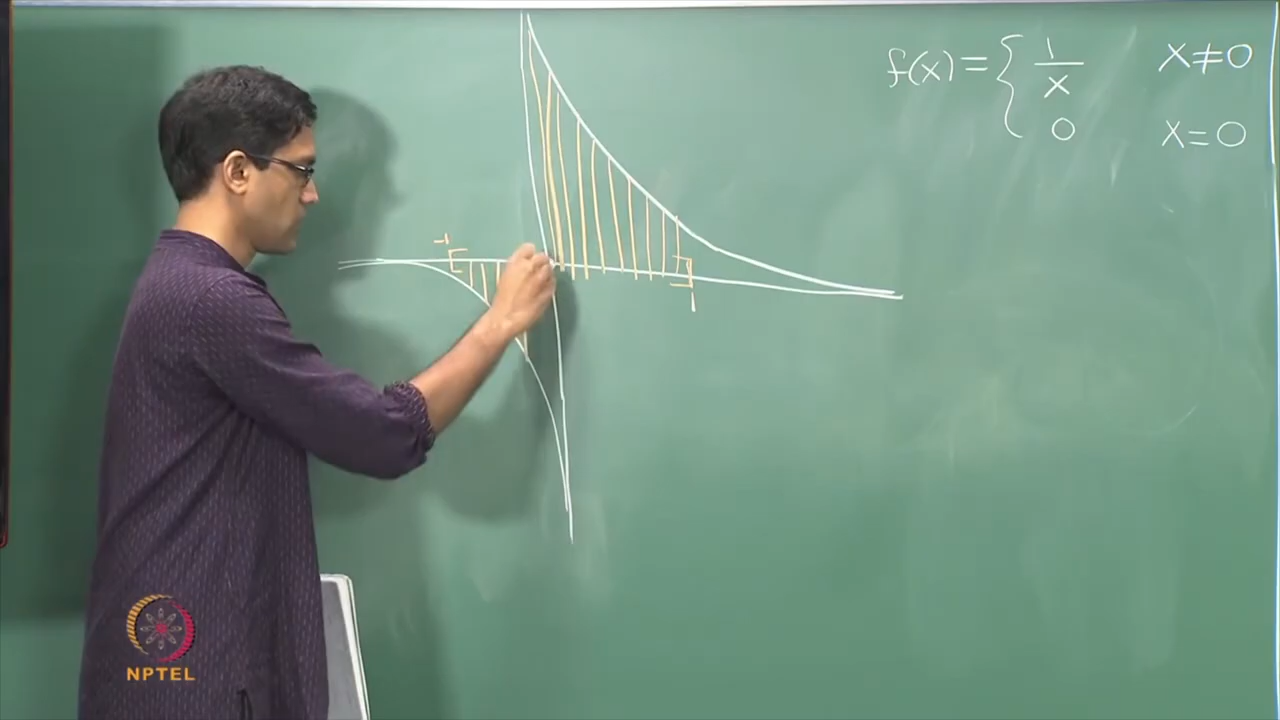 f(x) = { 1/x  x≠0
0  x=0
-1
1
NPTEL